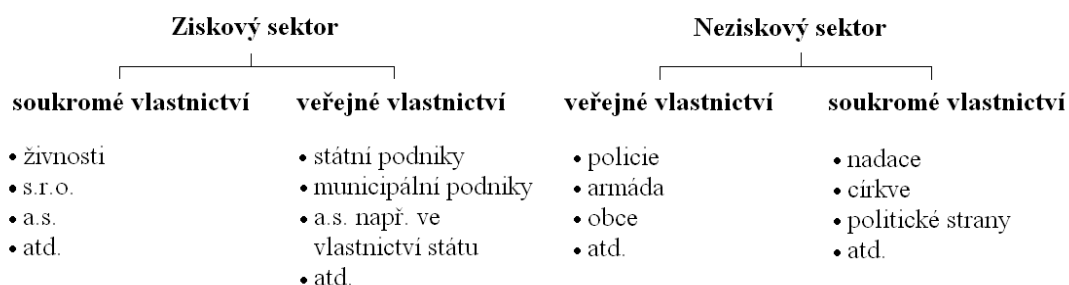 Ziskový sektor
Neziskový sektor
soukromé vlastnictví
veřejné vlastnictví
veřejné vlastnictví
soukromé vlastnictví
• živnosti
• s.r.o.
• a.s.
• atd.
• státní podniky
• municipální podniky
• a.s. např. ve
vlastnictví státu
• atd.
• policie
• armáda
• obce
• atd.
• nadace
• církve
• politické strany
• atd.